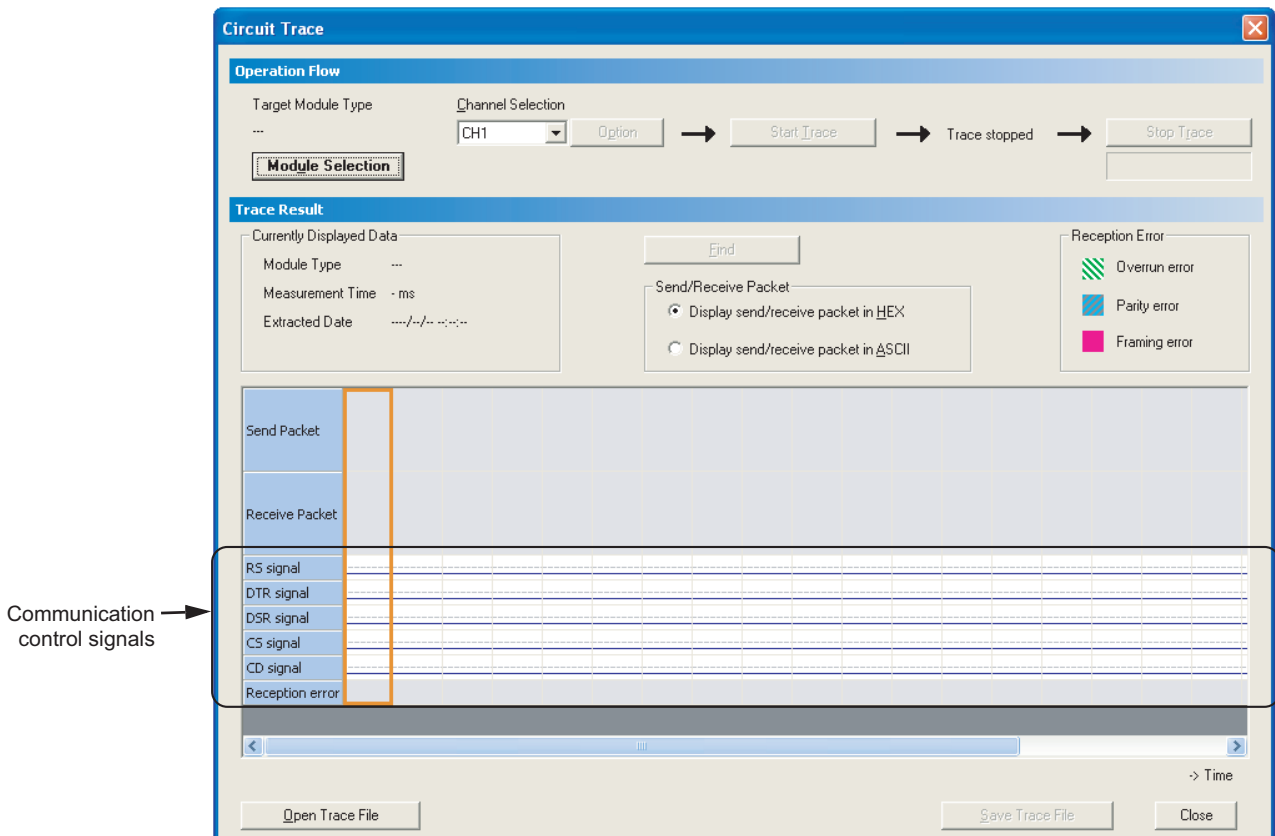 Circuit Trace
Operation Flow
Target Module Type
---
Module Selection
Channel Selection
CH1
Option
Start Trace
Trace stopped
Stop Trace
Trace Result
Currently Displayed Data
Module Type ---
Measurement Time - ms
Extracted Date ----/--/-- --:--:--
Find
Send/Receive Packet
Display send/receive packet in HEX
Display send/receive packet in ASCII
Reception Error
Overrun error
Parity error
Framing error
Send Packet
Receive Packet
RS signal
DTR signal
DSR signal
CS signal
CD signal
Reception error
Communication
control signals
-> Time
Open Trace File
Save Trace File
Close